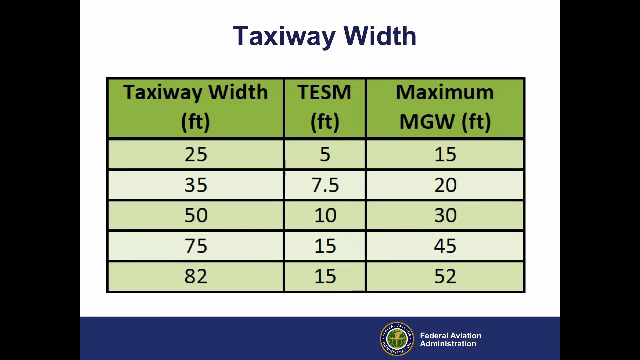 Taxiway Width
Taxiway Width (ft) TESM (ft) Maximum MGW (ft)
25 5 15
35 7.5 20
50 10 30
75 15 45
82 15 52
Federal Aviation
Administration